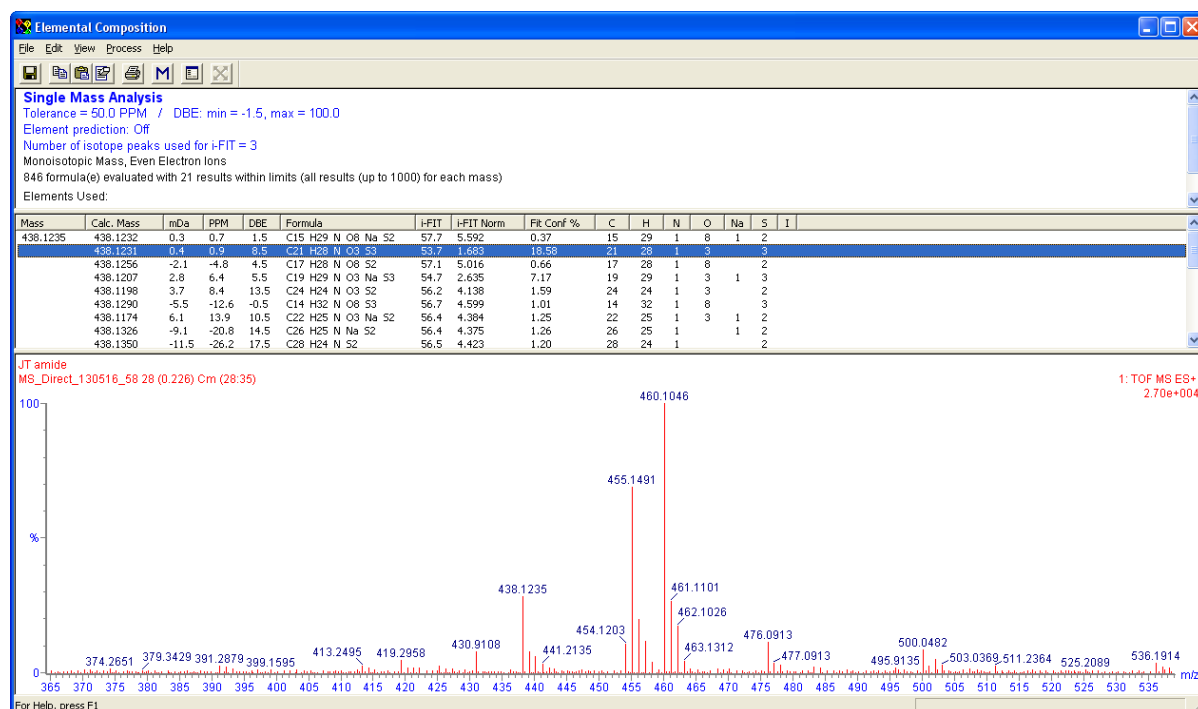 Elemental Composition
File Edit View Process Help
M
Single Mass Analysis
Tolerance = 50.0 PPM / DBE: min = -1.5, max = 100.0
Element prediction: Off
Number of isotope peaks used for i-FIT = 3
Monoisotopic Mass, Even Electron Ions
846 formula(e) evaluated with 21 results within limits (all results (up to 1000) for each mass)
Elements Used:
Mass Calc. Mass mDa PPM DBE Formula i-FIT i-FIT Norm Fit Conf % C H N O Na S I
438.1235 438.1232 0.3 0.7 1.5 C15 H29 N O8 Na S2 57.7 5.592 0.37 15 29 1 8 1 2
438.1231 0.4 0.9 8.5 C21 H28 N O3 S3 53.7 1.683 18.58 21 28 1 3 3
438.1256 -2.1 -4.8 4.5 C17 H28 N O8 S2 57.1 5.016 0.66 17 28 1 8 2
438.1207 2.8 6.4 5.5 C19 H29 N O3 Na S3 54.7 2.635 7.17 19 29 1 3 1 3
438.1198 3.7 8.4 13.5 C24 H24 N O3 S2 56.2 4.138 1.59 24 24 1 3 2
438.1290 -5.5 -12.6 -0.5 C14 H32 N O8 S3 56.7 4.599 1.01 14 32 1 8 3
438.1174 6.1 13.9 10.5 C22 H25 N O3 Na S2 56.4 4.384 1.25 22 25 1 3 1 2
438.1326 -9.1 -20.8 14.5 C26 H25 N Na S2 56.4 4.375 1.26 26 25 1 1 2
438.1350 -11.5 -26.2 17.5 C28 H24 N S2 56.5 4.423 1.20 28 24 1 2
JT amide
MS_Direct_130516_58 28 (0.226) Cm (28:35)
1: TOF MS ES+
2.70e+004
100
460.1046
455.1491
%
438.1235
461.1101
462.1026
454.1203
476.0913
463.1312
430.9108
500.0482
374.2651
379.3429
391.2879
399.1595
413.2495
419.2958
441.2135
477.0913
495.9135
503.0369
511.2364
525.2089
536.1914
0
365 370 375 380 385 390 395 400 405 410 415 420 425 430 435 440 445 450 455 460 465 470 475 480 485 490 495 500 505 510 515 520 525 530 535
m/z
For Help, press F1